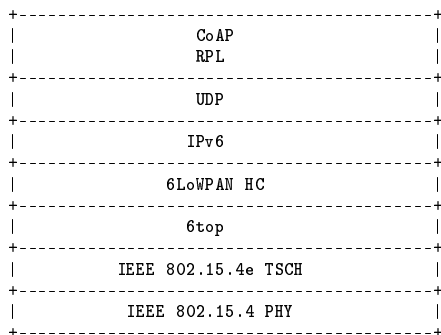 CoAP
RPL
UDP
IPv6
6LoWPAN HC
6top
IEEE 802.15.4e TSCH
IEEE 802.15.4 PHY